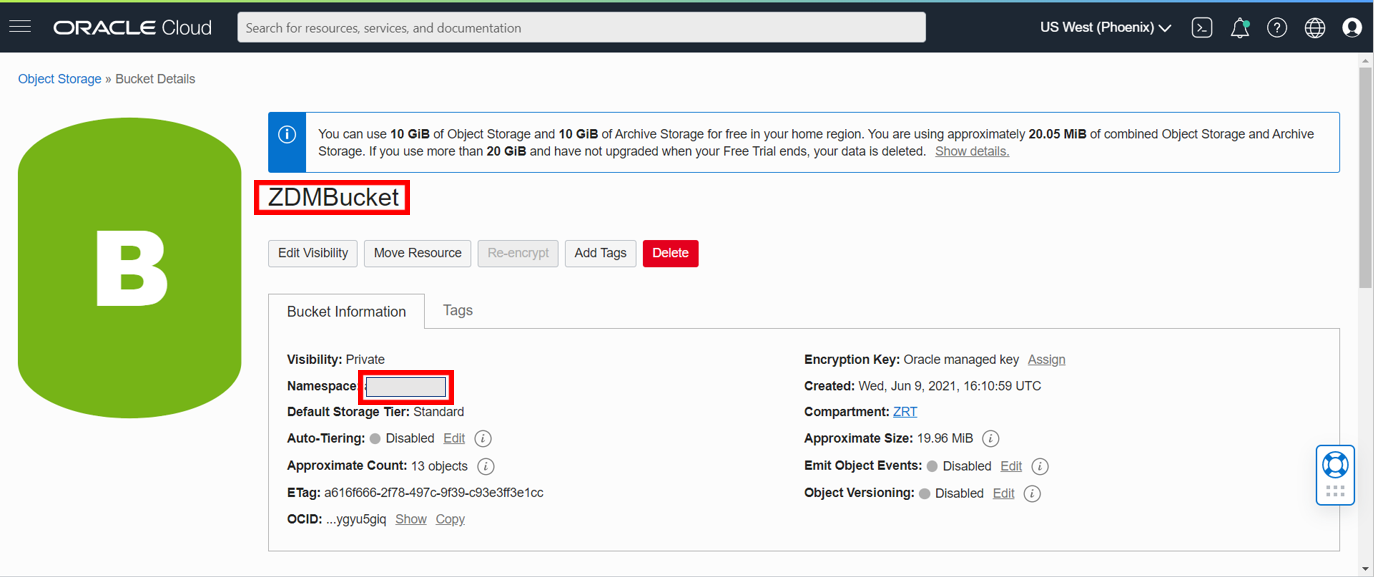 ORACLE Cloud
Search for resources, services, and documentation
US West (Phoenix)
Object Storage » Bucket Details
B
You can use 10 GiB of Object Storage and 10 GiB of Archive Storage for free in your home region. You are using approximately 20.05 MiB of combined Object Storage and Archive
Storage. If you use more than 20 GiB and have not upgraded when your Free Trial ends, your data is deleted. Show details.
ZDMBucket
Edit Visibility
Move Resource
Re-encrypt
Add Tags
Delete
Bucket Information
Tags
Visibility: Private
Namespace
Default Storage Tier: Standard
Auto-Tiering: Disabled Edit
Approximate Count: 13 objects
ETag: a616f666-2f78-497c-9f39-c93e3ff3e1cc
OCID: ...ygyu5giq Show Copy
Encryption Key: Oracle managed key Assign
Created: Wed, Jun 9, 2021, 16:10:59 UTC
Compartment: ZRT
Approximate Size: 19.96 MiB
Emit Object Events: Disabled Edit
Object Versioning: Disabled Edit